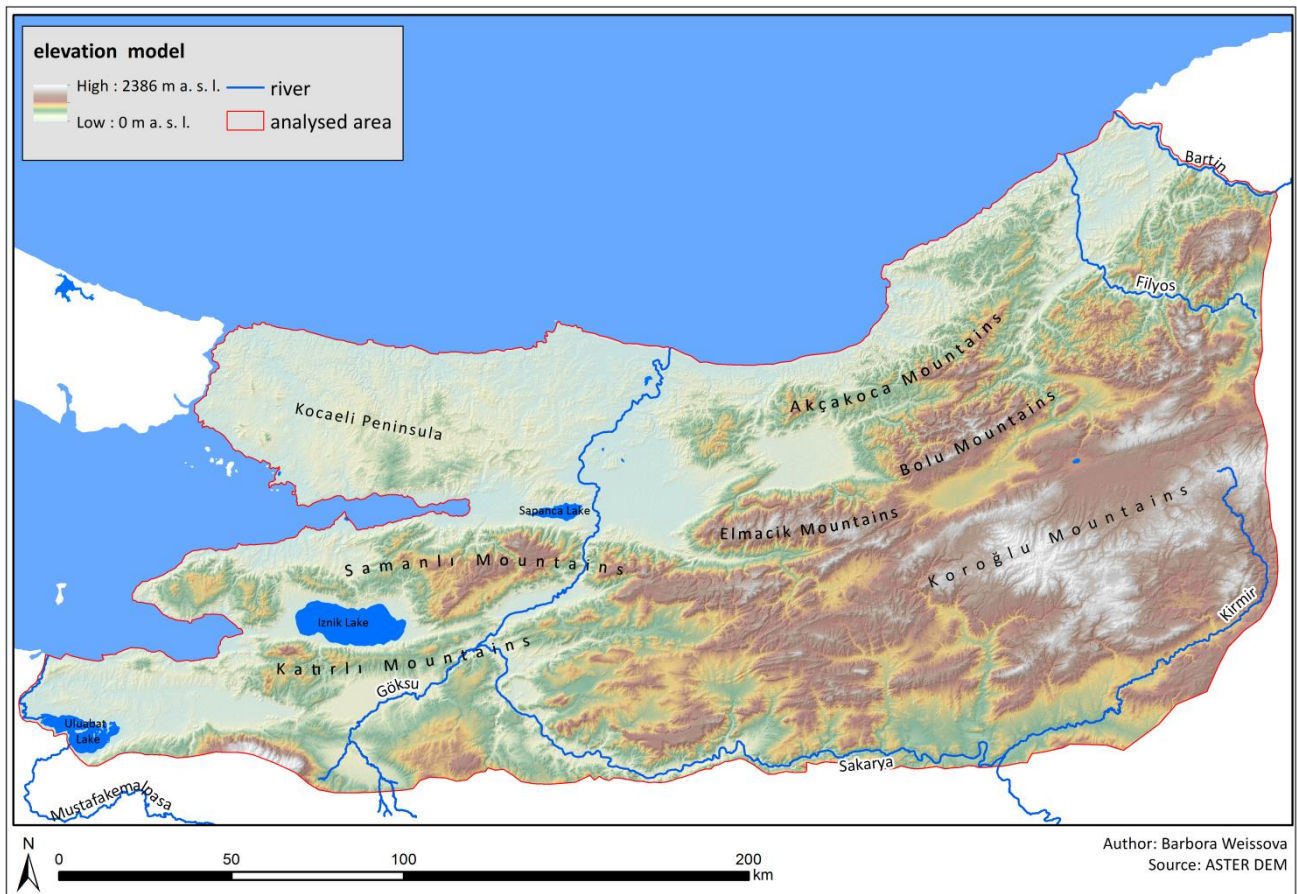 elevation model
High : 2386 m a. s. l.
river
Low : 0 m a. s. l.
analysed area
Bartin
Filyos
Akçakoca Mountains
Kocaeli Peninsula
Bolu Mountains
Sapanca Lake
Elmacik Mountains
Koroğlu Mountains
Samanlı Mountains
Kirmir
Iznik Lake
Katırlı Mountains
Göksu
Uluabat
Lake
Sakarya
Mustafakemalpasa
N
0 50 100 200
km
Author: Barbora Weissova
Source: ASTER DEM